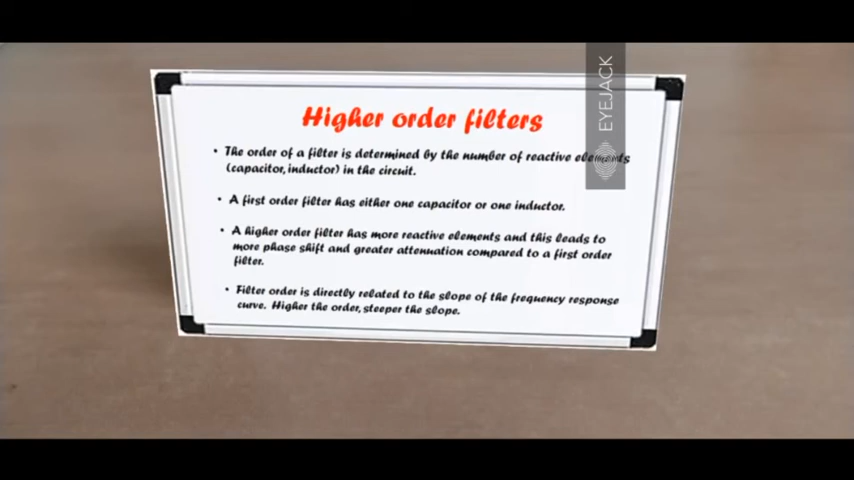 Higher order filters
• The order of a filter is determined by the number of reactive elements
(capacitor, inductor) in the circuit.
• A first order filter has either one capacitor or one inductor.
• A higher order filter has more reactive elements and this leads to
more phase shift and greater attenuation compared to a first order
filter.
• Filter order is directly related to the slope of the frequency response
curve. Higher the order, steeper the slope.
EYEJACK